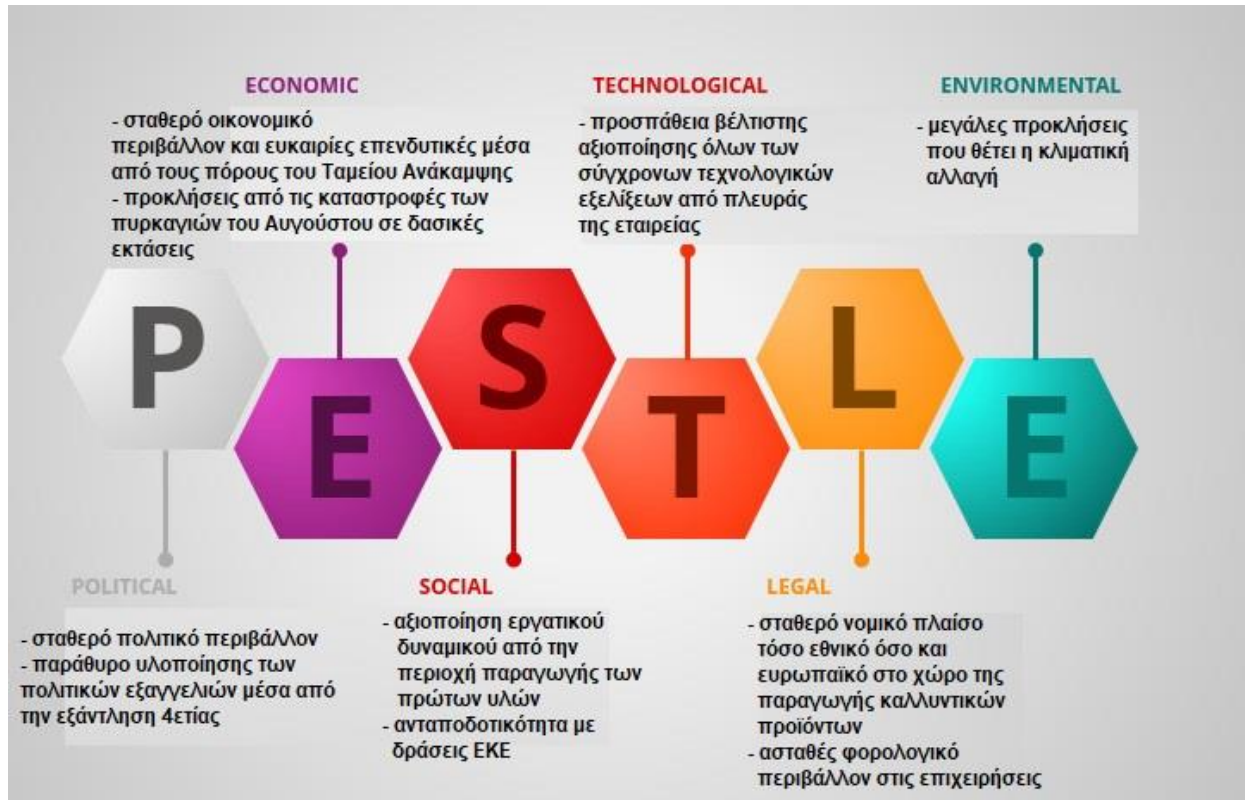 ECONOMIC
- σταθερό οικονομικό
περιβάλλον και ευκαιρίες επενδυτικές μέσα
από τους πόρους του Ταμείου Ανάκαμψης
- προκλήσεις από τις καταστροφές των
πυρκαγιών του Αυγούστου σε δασικές
εκτάσεις
TECHNOLOGICAL
- προσπάθεια βέλτιστης
αξιοποίησης όλων των
σύγχρονων τεχνολογικών
εξελίξεων από πλευράς
της εταιρείας
ENVIRONMENTAL
- μεγάλες προκλήσεις
που θέτει η κλιματική
αλλαγή
P
E
S
T
L
E
POLITICAL
- σταθερό πολιτικό περιβάλλον
- παράθυρο υλοποίησης των
πολιτικών εξαγγελιών μέσα από
την εξάντληση 4ετίας
SOCIAL
- αξιοποίηση εργατικού
δυναμικού από την
περιοχή παραγωγής των
πρώτων υλών
- ανταποδοτικότητα με
δράσεις ΕΚΕ
LEGAL
- σταθερό νομικό πλαίσο
τόσο εθνικό όσο και
ευρωπαϊκό στο χώρο της
παραγωγής καλλυντικών
προϊόντων
- ασταθές φορολογικό
περιβάλλον στις επιχειρήσεις